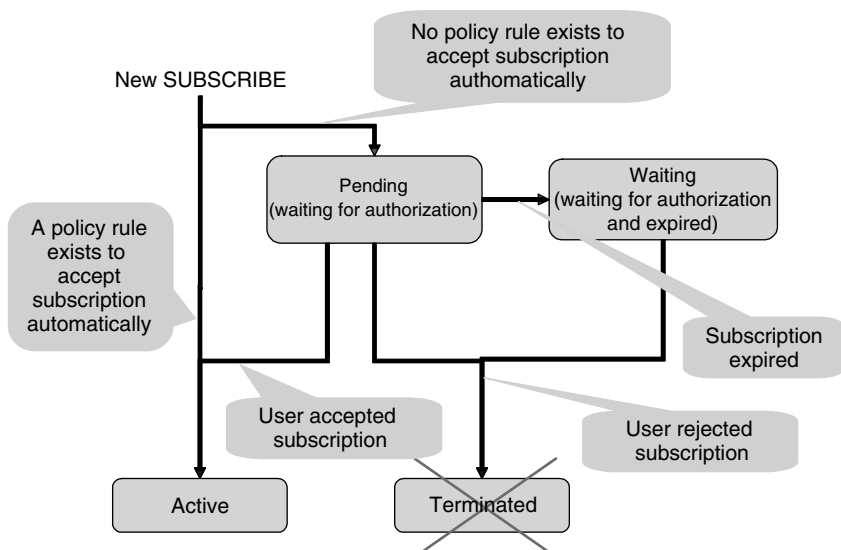 No policy rule exists to
accept subscription
authomatically
New SUBSCRIBE
Pending
(waiting for authorization)
Waiting
(waiting for authorization
and expired)
A policy rule
exists to
accept
subscription
automatically
Subscription
expired
User accepted
subscription
User rejected
subscription
Active
Terminated